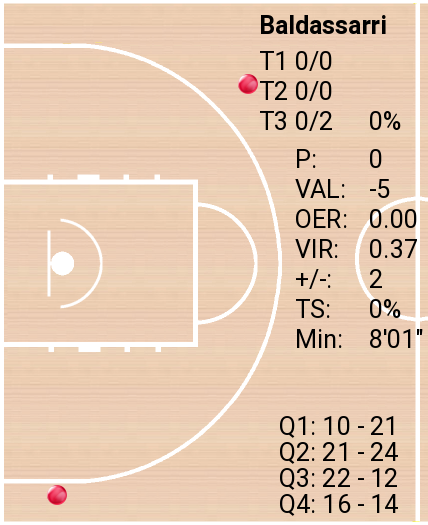 Baldassarri
T1 0/0
T2 0/0
T3 0/2 0%
P: 0
VAL: -5
OER: 0.00
VIR: 0.37
+/-: 2
TS: 0%
Min: 8'01"
Q1: 10 - 21
Q2: 21 - 24
Q3: 22 - 12
Q4: 16 - 14